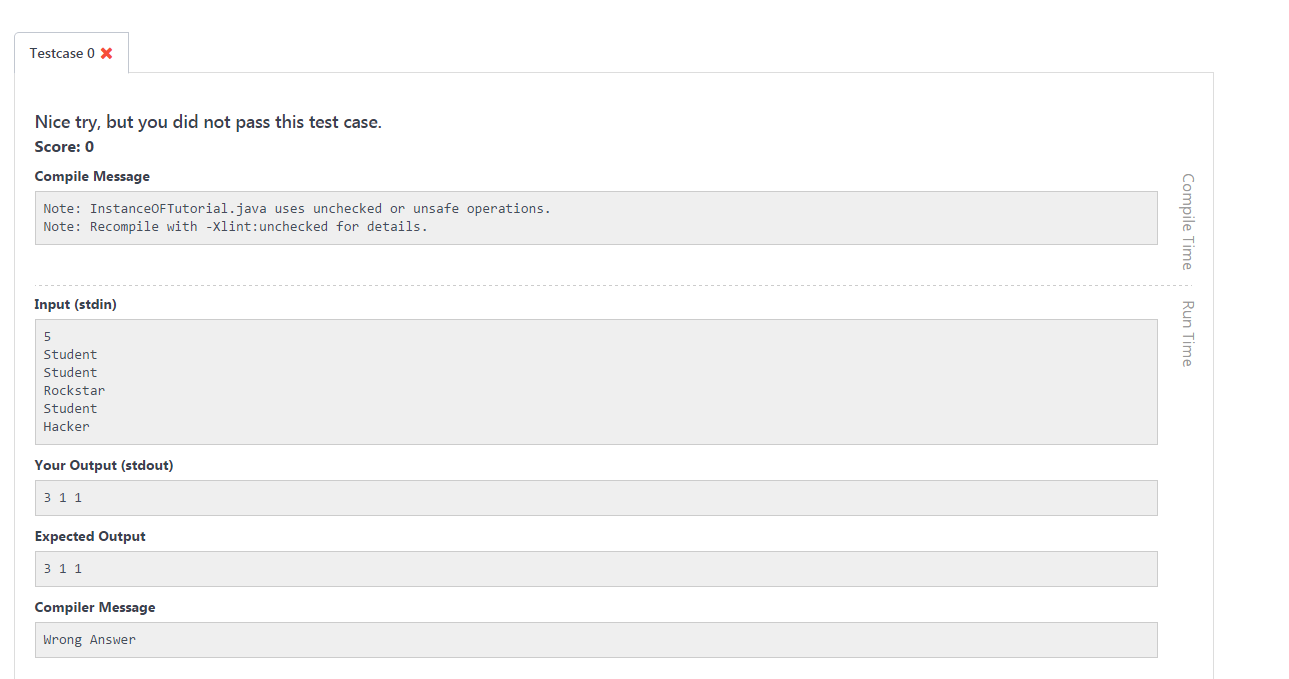 Testcase 0
Nice try, but you did not pass this test case.
Score: 0
Compile Message
Note: InstanceOFTutorial.java uses unchecked or unsafe operations.
Note: Recompile with -Xlint:unchecked for details.
Compile Time
Input (stdin)
5
Student
Student
Rockstar
Student
Hacker
Run Time
Your Output (stdout)
3 1 1
Expected Output
3 1 1
Compiler Message
Wrong Answer